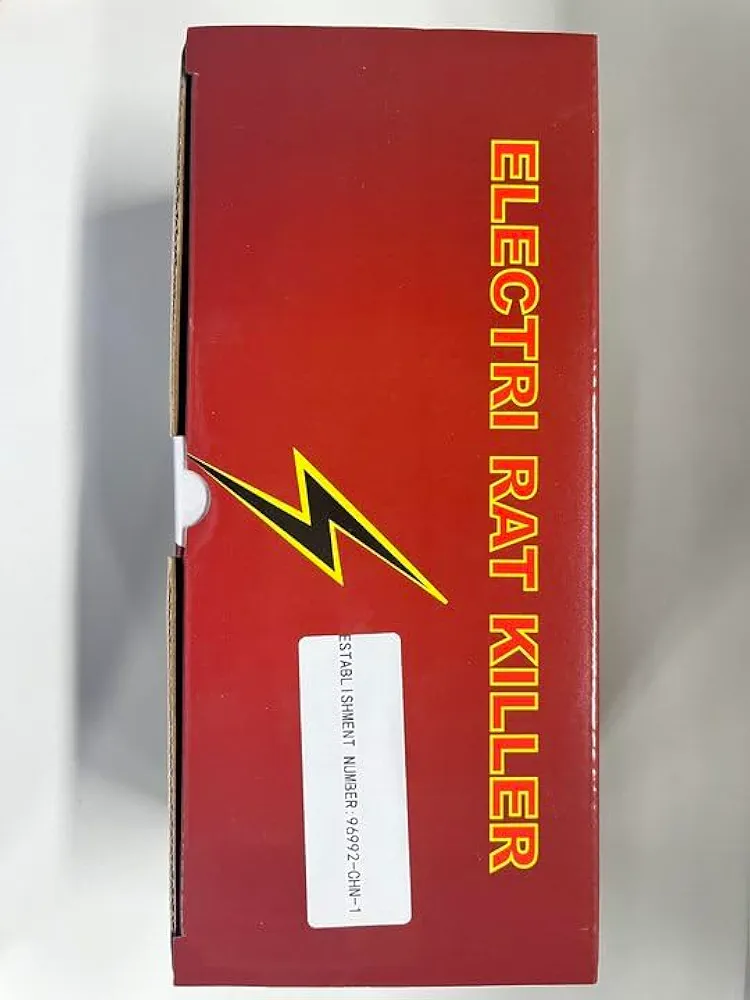 ELECTRI RAT KILLER
ESTABLISHMENT NUMBER:96992-CHN-1